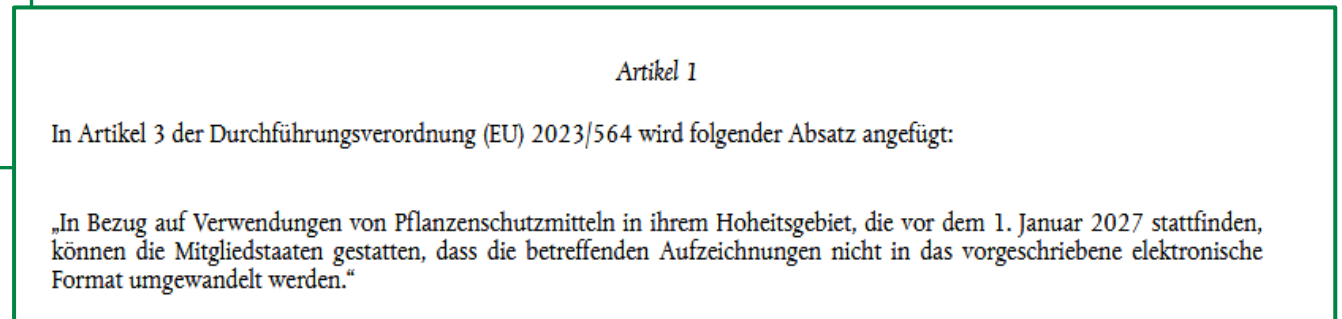 Artikel 1
In Artikel 3 der Durchführungsverordnung (EU) 2023/564 wird folgender Absatz angefügt:
„In Bezug auf Verwendungen von Pflanzenschutzmitteln in ihrem Hoheitsgebiet, die vor dem 1. Januar 2027 stattfinden,
können die Mitgliedstaaten gestatten, dass die betreffenden Aufzeichnungen nicht in das vorgeschriebene elektronische
Format umgewandelt werden.“